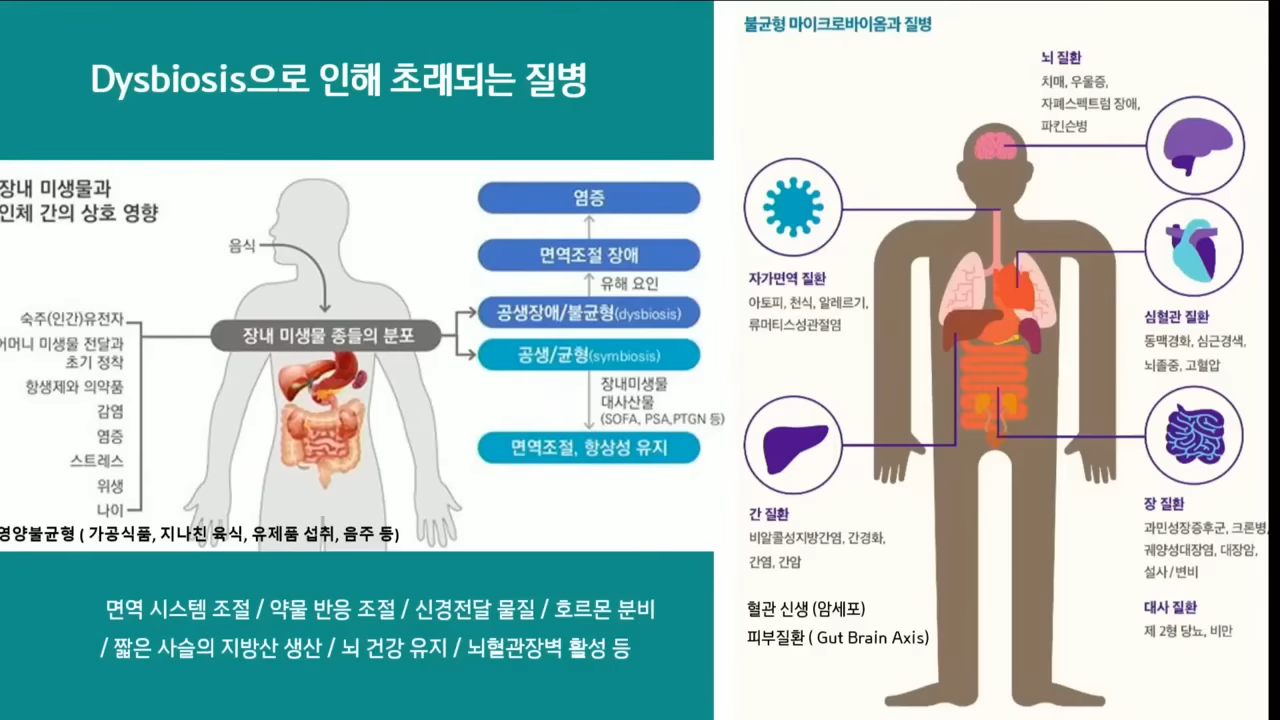 Dysbiosis으로 인해 초래되는 질병
장내 미생물과
인체 간의 상호 영향
음식
숙주(인간)유전자
어머니 미생물 전달과
초기 정착
항생제와 의약품
감염
염증
스트레스
위생
나이
영양불균형 ( 가공식품, 지나친 육식, 유제품 섭취, 음주 등)
장내 미생물 종들의 분포
염증
면역조절 장애
유해 요인
공생장애/불균형(dysbiosis)
공생/균형(symbiosis)
장내미생물
대사산물
(SOFA, PSA,PTGN 등)
면역조절, 항상성 유지
면역 시스템 조절 / 약물 반응 조절 / 신경전달 물질 / 호르몬 분비
/ 짧은 사슬의 지방산 생산 / 뇌 건강 유지 / 뇌혈관장벽 활성 등
불균형 마이크로바이옴과 질병
뇌 질환
치매, 우울증,
자폐스펙트럼 장애,
파킨슨병
자가면역 질환
아토피, 천식, 알레르기,
류머티스성관절염
심혈관 질환
동맥경화, 심근경색,
뇌졸중, 고혈압
간 질환
비알콜성지방간염, 간경화,
간염, 간암
장 질환
과민성장증후군, 크론병,
궤양성대장염, 대장암,
설사/변비
대사 질환
제 2형 당뇨, 비만
혈관 신생 (암세포)
피부질환 ( Gut Brain Axis)